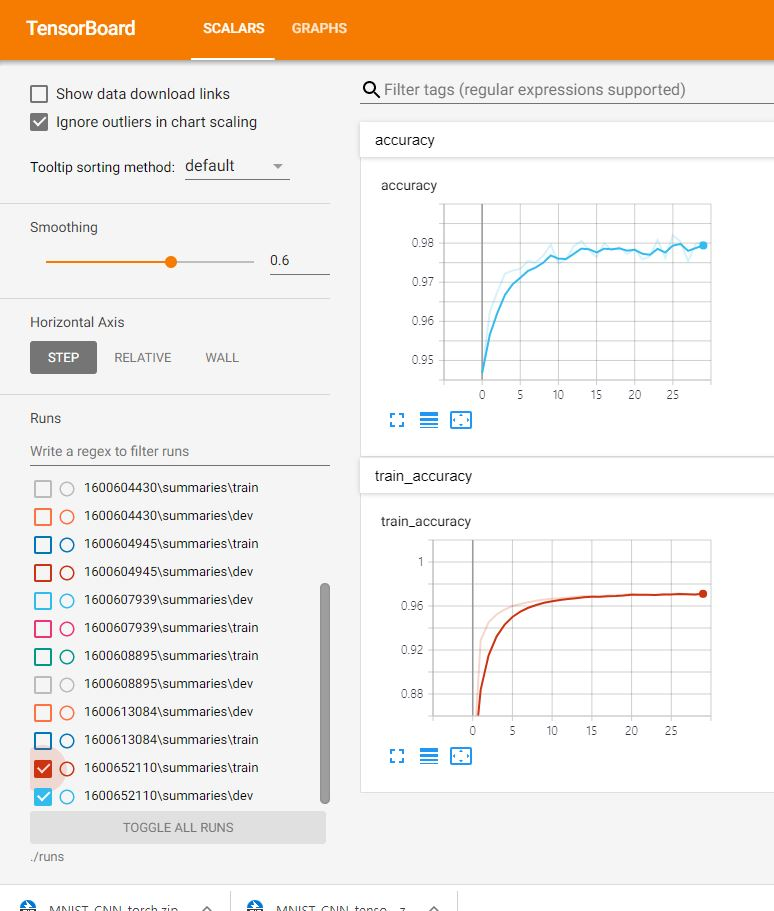 TensorBoard SCALARS GRAPHS
Show data download links
Ignore outliers in chart scaling
Tooltip sorting method: default
Smoothing
0.6
Horizontal Axis
STEP RELATIVE WALL
Runs
Write a regex to filter runs
1600604430\summaries\train
1600604430\summaries\dev
1600604945\summaries\train
1600604945\summaries\dev
1600607939\summaries\dev
1600607939\summaries\train
1600608895\summaries\train
1600608895\summaries\dev
1600613084\summaries\dev
1600613084\summaries\train
1600652110\summaries\train
1600652110\summaries\dev
TOGGLE ALL RUNS
./runs
Filter tags (regular expressions supported)
accuracy
accuracy
0.98
0.97
0.96
0.95
0 5 10 15 20 25
train_accuracy
train_accuracy
1
0.96
0.92
0.88
0 5 10 15 20 25
MNIST_CNN_torch.zip MNIST_CNN_tenso....z